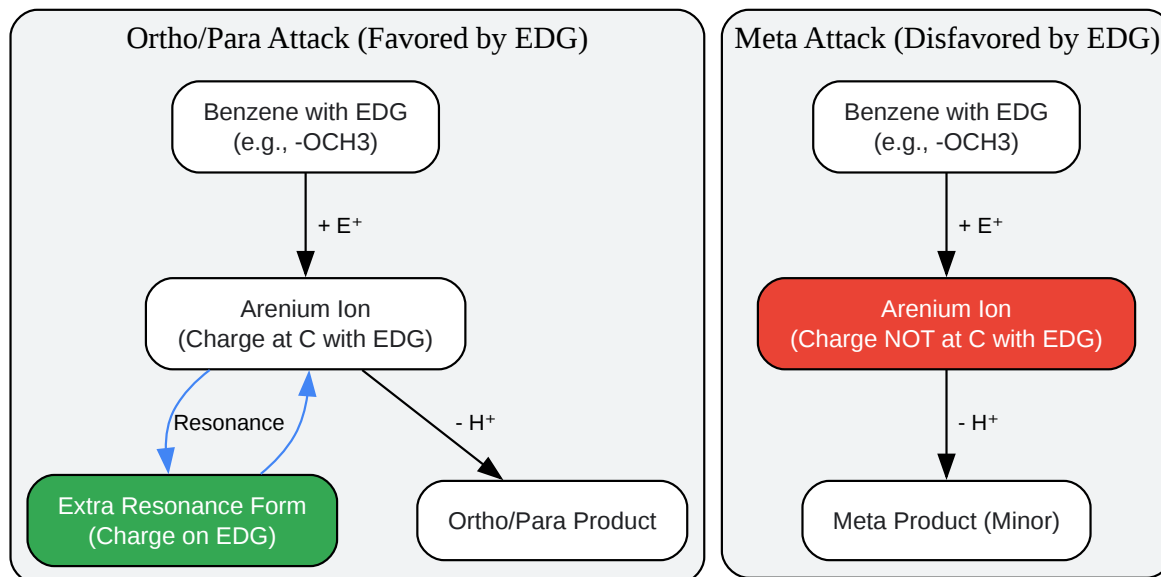 Ortho/Para Attack (Favored by EDG)
Benzene with EDG
(e.g., -OCH3)
+ E⁺
Arenium Ion
(Charge at C with EDG)
Resonance
- H⁺
Extra Resonance Form
(Charge on EDG)
Ortho/Para Product
Meta Attack (Disfavored by EDG)
Benzene with EDG
(e.g., -OCH3)
+ E⁺
Arenium Ion
(Charge NOT at C with EDG)
- H⁺
Meta Product (Minor)